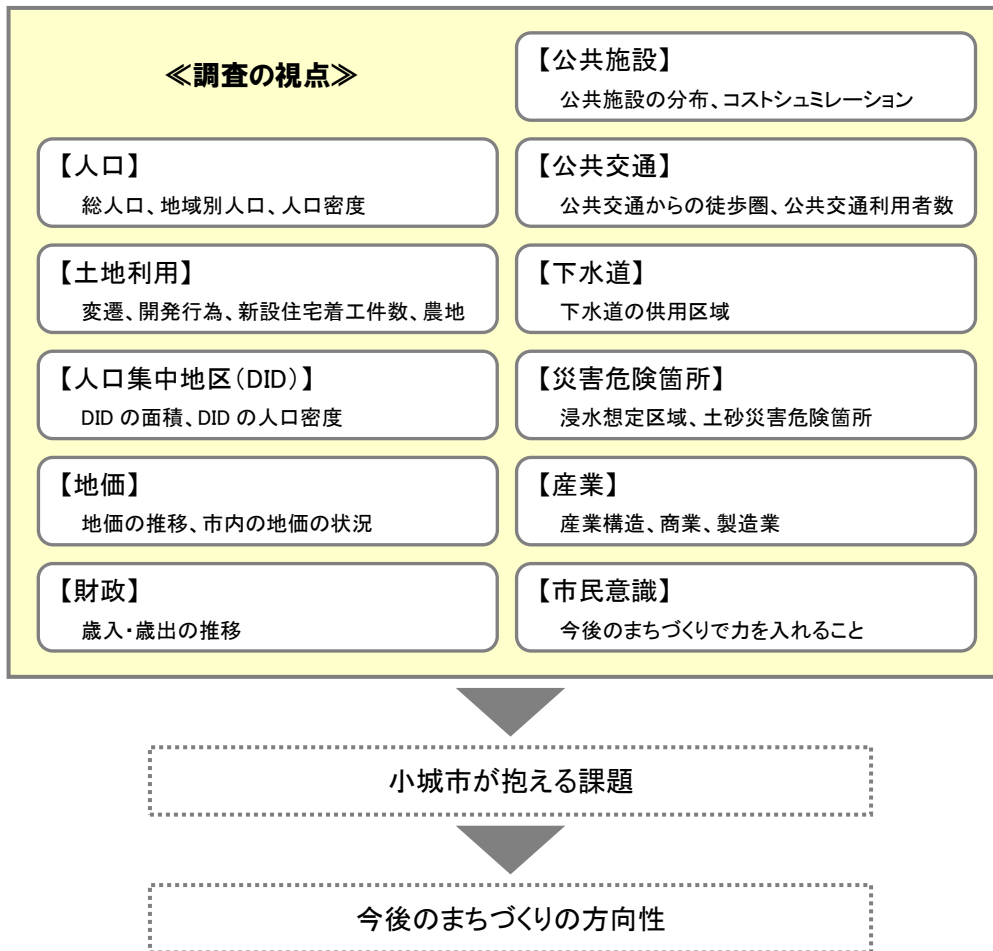 ≪調査の視点≫
【人口】
総人口、地域別人口、人口密度
【土地利用】
変遷、開発行為、新設住宅着工件数、農地
【人口集中地区(DID)】
DID の面積、DID の人口密度
【地価】
地価の推移、市内の地価の状況
【財政】
歳入・歳出の推移
【公共施設】
公共施設の分布、コストシュミレーション
【公共交通】
公共交通からの徒歩圏、公共交通利用者数
【下水道】
下水道の供用区域
【災害危険箇所】
浸水想定区域、土砂災害危険箇所
【産業】
産業構造、商業、製造業
【市民意識】
今後のまちづくりで力を入れること
小城市が抱える課題
今後のまちづくりの方向性